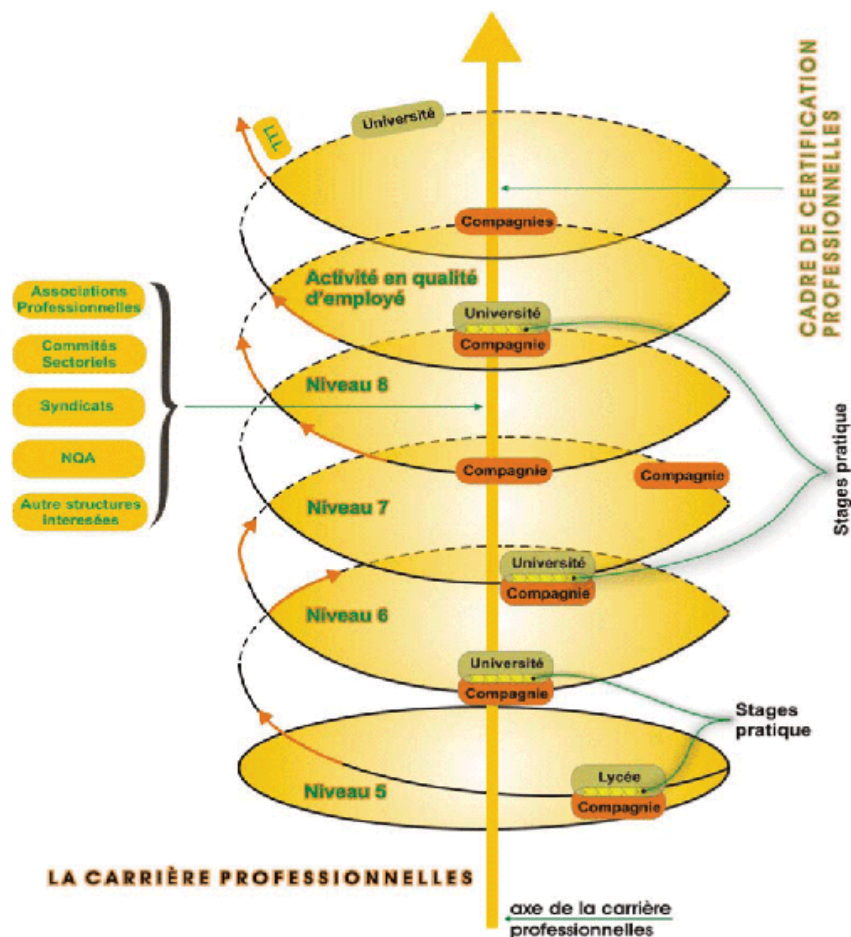 Université
LLL
CADRE DE CERTIFICATION
PROFESSIONNELLES
Compagnies
Activité en qualité
d'employé
Associations
Professionnelles
Commités
Sectoriels
Syndicats
NQA
Autre structures
interesées
Université
Compagnie
Niveau 8
Compagnie
Compagnie
Stages pratique
Niveau 7
Université
Compagnie
Niveau 6
Université
Compagnie
Stages
pratique
Lycée
Compagnie
Niveau 5
LA CARRIÈRE PROFESSIONNELLES
axe de la carrière
professionnelles